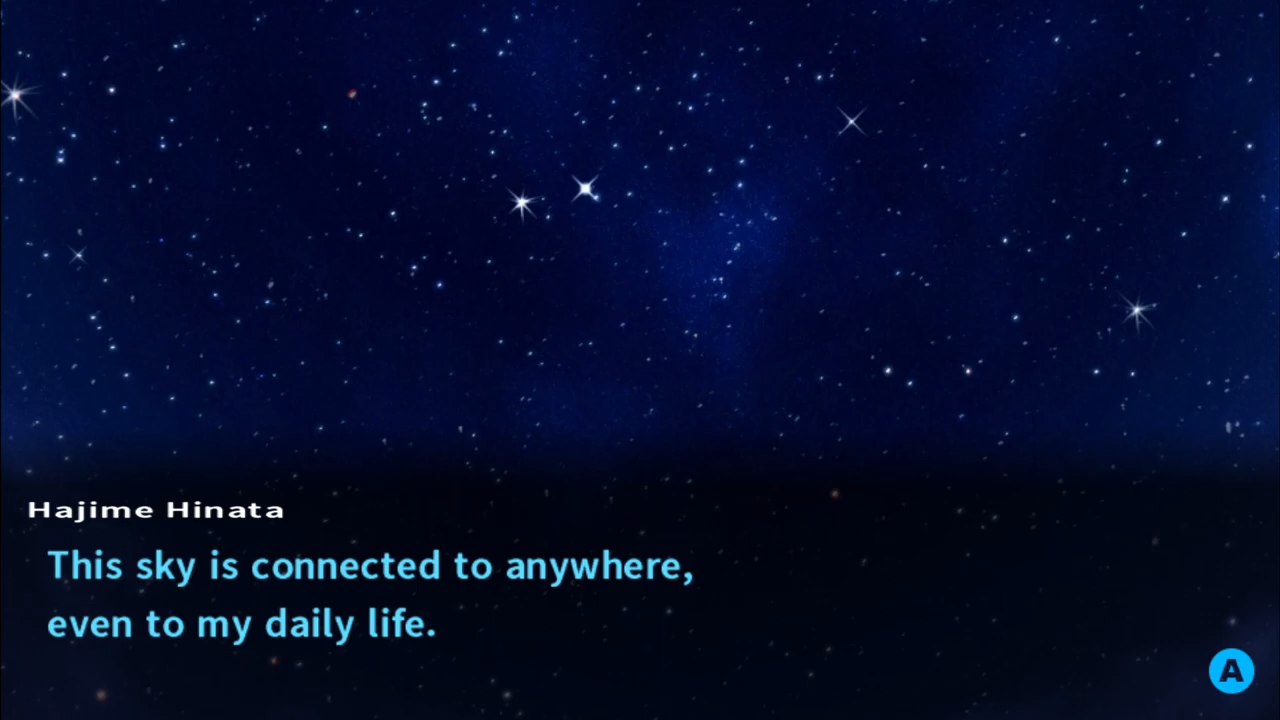 Hajime Hinata
This sky is connected to anywhere,
even to my daily life.
A